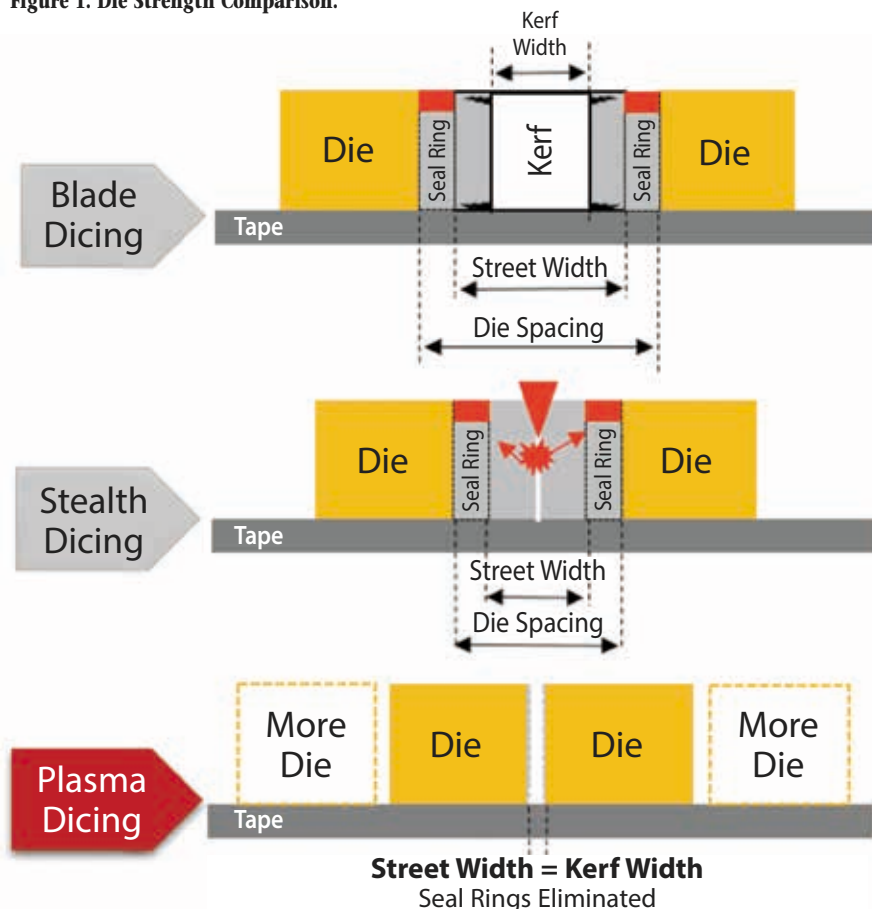 Figure 1. Die Strength Comparison.
Kerf
Width
Die
Seal Ring
Kerf
Seal Ring
Die
Blade
Dicing
Tape
Street Width
Die Spacing
Die
Seal Ring
Seal Ring
Die
Stealth
Dicing
Tape
Street Width
Die Spacing
More
Die
Die
Die
More
Die
Plasma
Dicing
Tape
Street Width = Kerf Width
Seal Rings Eliminated